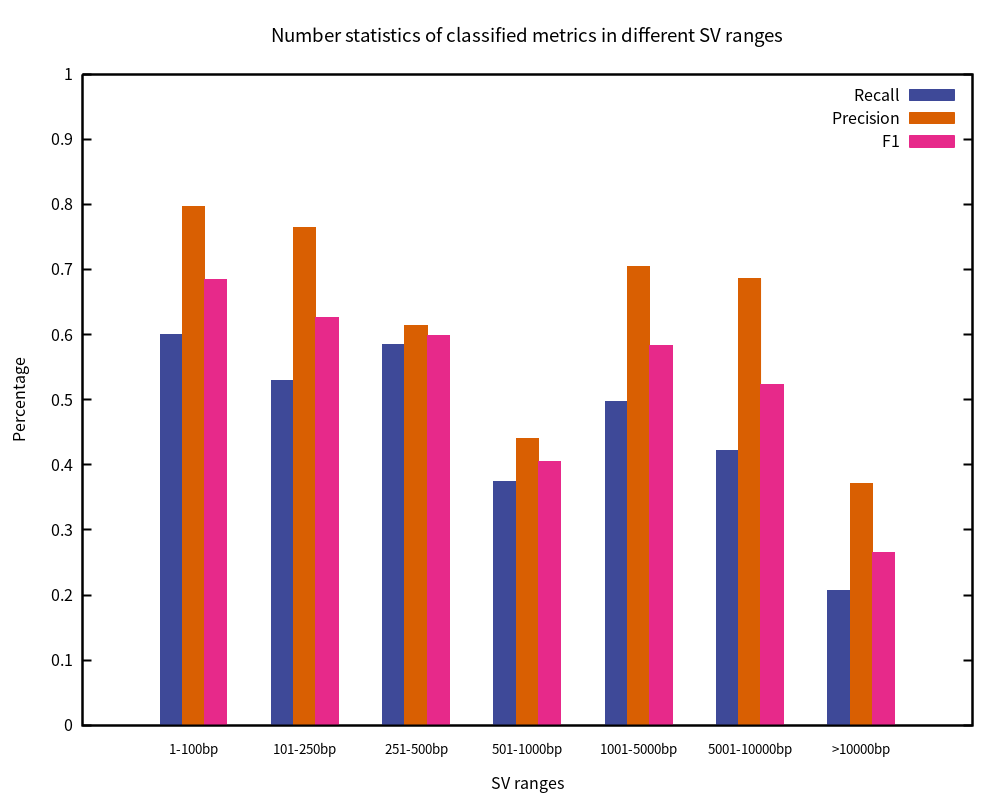 Number statistics of classified metrics in different SV ranges
Recall
Precision
F1
Percentage
1
0.9
0.8
0.7
0.6
0.5
0.4
0.3
0.2
0.1
0
1-100bp 101-250bp 251-500bp 501-1000bp 1001-5000bp 5001-10000bp >10000bp
SV ranges